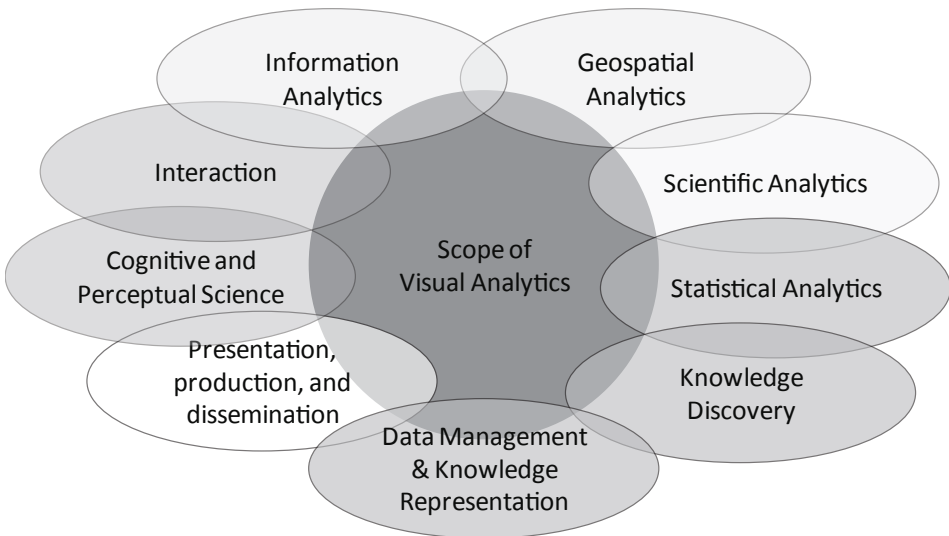 Information
Analytics
Geospatial
Analytics
Interaction
Scientific Analytics
Scope of
Visual Analytics
Cognitive and
Perceptual Science
Statistical Analytics
Presentation,
production, and
dissemination
Knowledge
Discovery
Data Management
& Knowledge
Representation